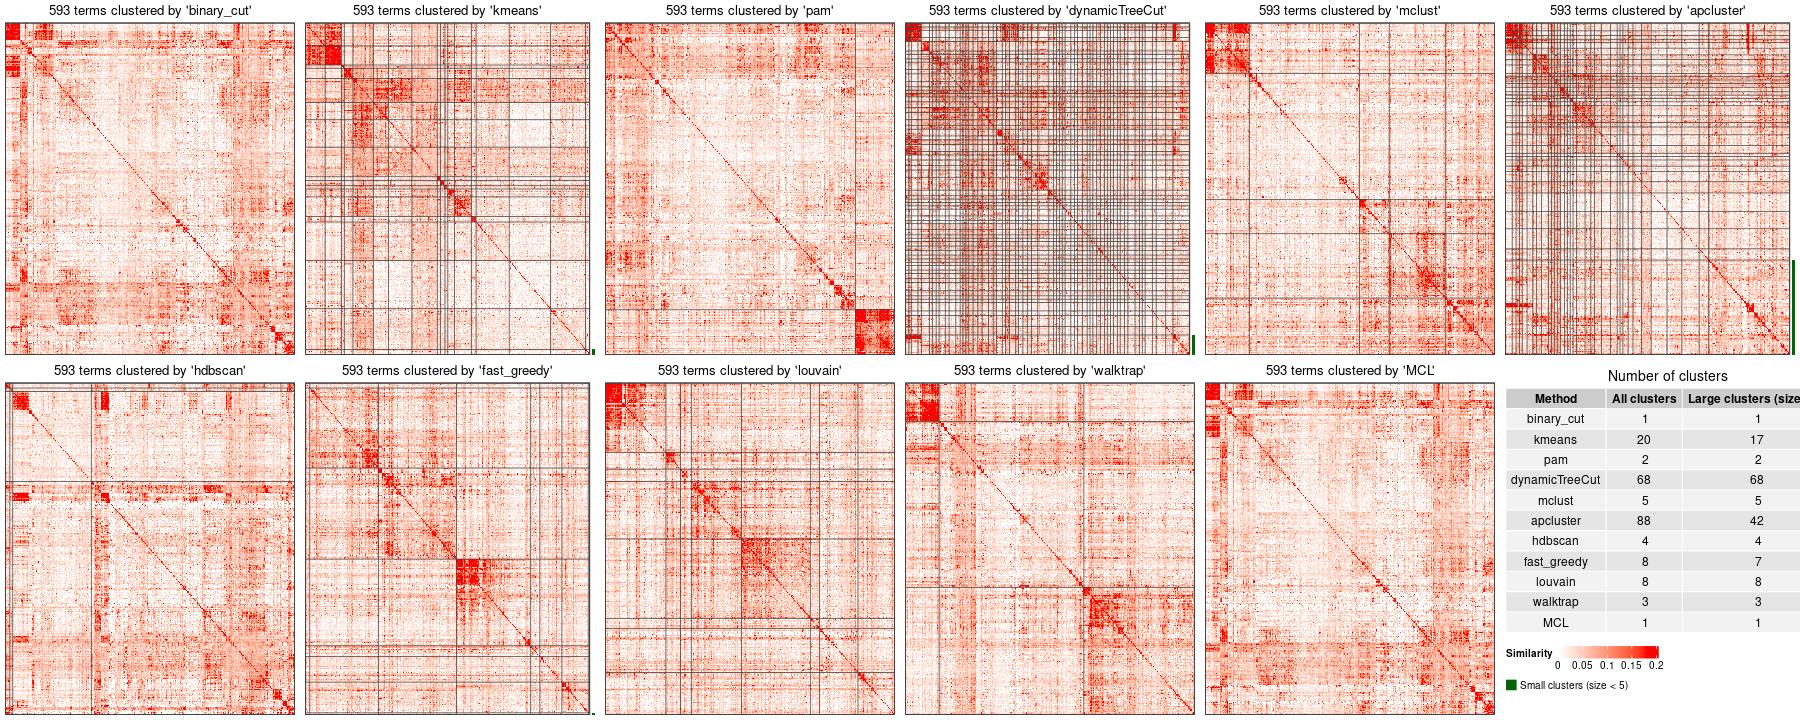 593 terms clustered by 'binary_cut'
593 terms clustered by 'kmeans'
593 terms clustered by 'pam'
593 terms clustered by 'dynamicTreeCut'
593 terms clustered by 'mclust'
593 terms clustered by 'apcluster'
593 terms clustered by 'hdbscan'
593 terms clustered by 'fast_greedy'
593 terms clustered by 'louvain'
593 terms clustered by 'walktrap'
593 terms clustered by 'MCL'
Number of clusters
Method All clusters Large clusters (size
binary_cut 1 1
kmeans 20 17
pam 2 2
dynamicTreeCut 68 68
mclust 5 5
apcluster 88 42
hdbscan 4 4
fast_greedy 8 7
louvain 8 8
walktrap 3 3
MCL 1 1
Similarity
0 0.05 0.1 0.15 0.2
Small clusters (size < 5)